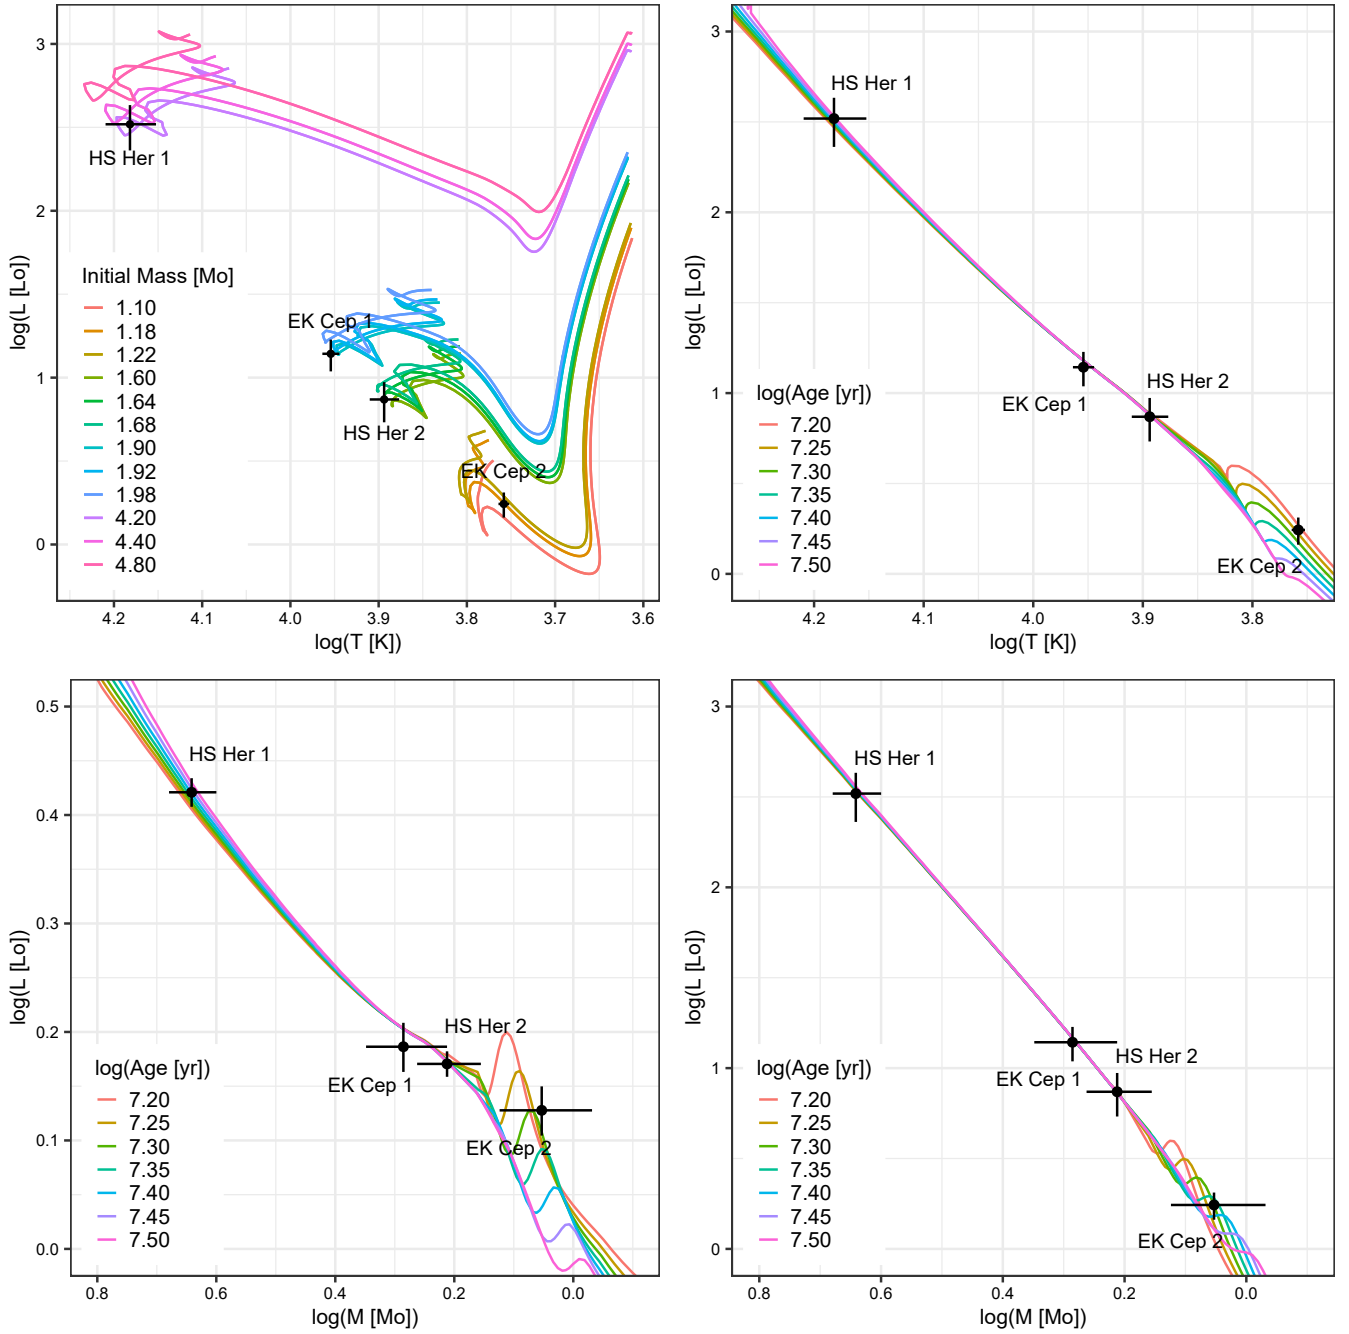 3
2
1
0
log(L [Lo])
HS Her 1
Initial Mass [Mo]
1.10
1.18
1.22
1.60
1.64
1.68
1.90
1.92
1.98
4.20
4.40
4.80
EK Cep 1
HS Her 2
EK Cep 2
4.2 4.1 4.0 3.9 3.8 3.7 3.6
log(T [K])
3
2
1
0
log(L [Lo])
HS Her 1
HS Her 2
EK Cep 1
EK Cep 2
log(Age [yr])
7.20
7.25
7.30
7.35
7.40
7.45
7.50
4.2 4.1 4.0 3.9 3.8
log(T [K])
0.5
0.4
0.3
0.2
0.1
0.0
log(L [Lo])
HS Her 1
HS Her 2
EK Cep 1
EK Cep 2
log(Age [yr])
7.20
7.25
7.30
7.35
7.40
7.45
7.50
0.8 0.6 0.4 0.2 0.0
log(M [Mo])
3
2
1
0
log(L [Lo])
HS Her 1
HS Her 2
EK Cep 1
EK Cep 2
log(Age [yr])
7.20
7.25
7.30
7.35
7.40
7.45
7.50
0.8 0.6 0.4 0.2 0.0
log(M [Mo])